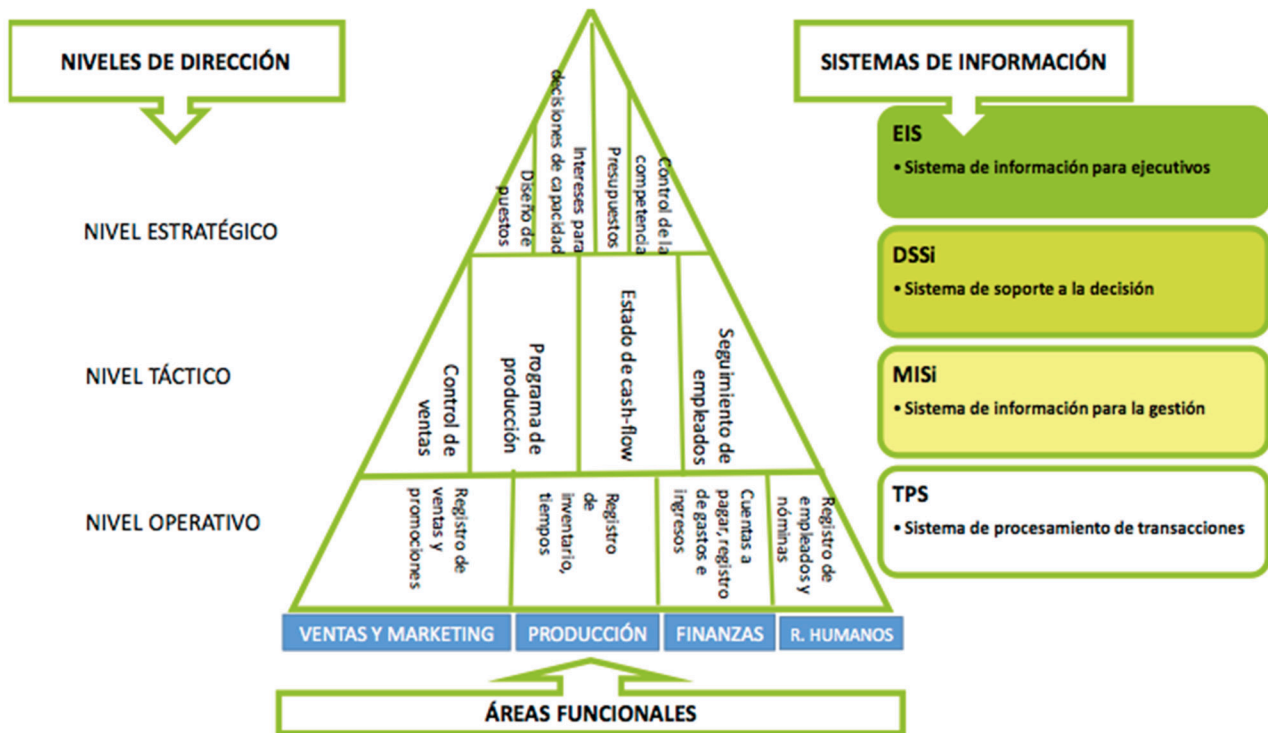 NIVELES DE DIRECCIÓN
SISTEMAS DE INFORMACIÓN
NIVEL ESTRATÉGICO
NIVEL TÁCTICO
NIVEL OPERATIVO
Diseño de
puestos
Intereses para
decisiones de capacidad
Presupuestos
Control de la
competencia
Control de
ventas
Programa de
producción
Estado de cash-flow
Seguimiento de
empleados
Registro de
ventas y
promociones
Registro
de
inventario,
tiempos
Cuentas a
pagar, registro
de gastos e
ingresos
Registro de
empleados y
nóminas
EIS
• Sistema de información para ejecutivos
DSSi
• Sistema de soporte a la decisión
MISi
• Sistema de información para la gestión
TPS
• Sistema de procesamiento de transacciones
VENTAS Y MARKETING
PRODUCCIÓN
FINANZAS
R. HUMANOS
ÁREAS FUNCIONALES